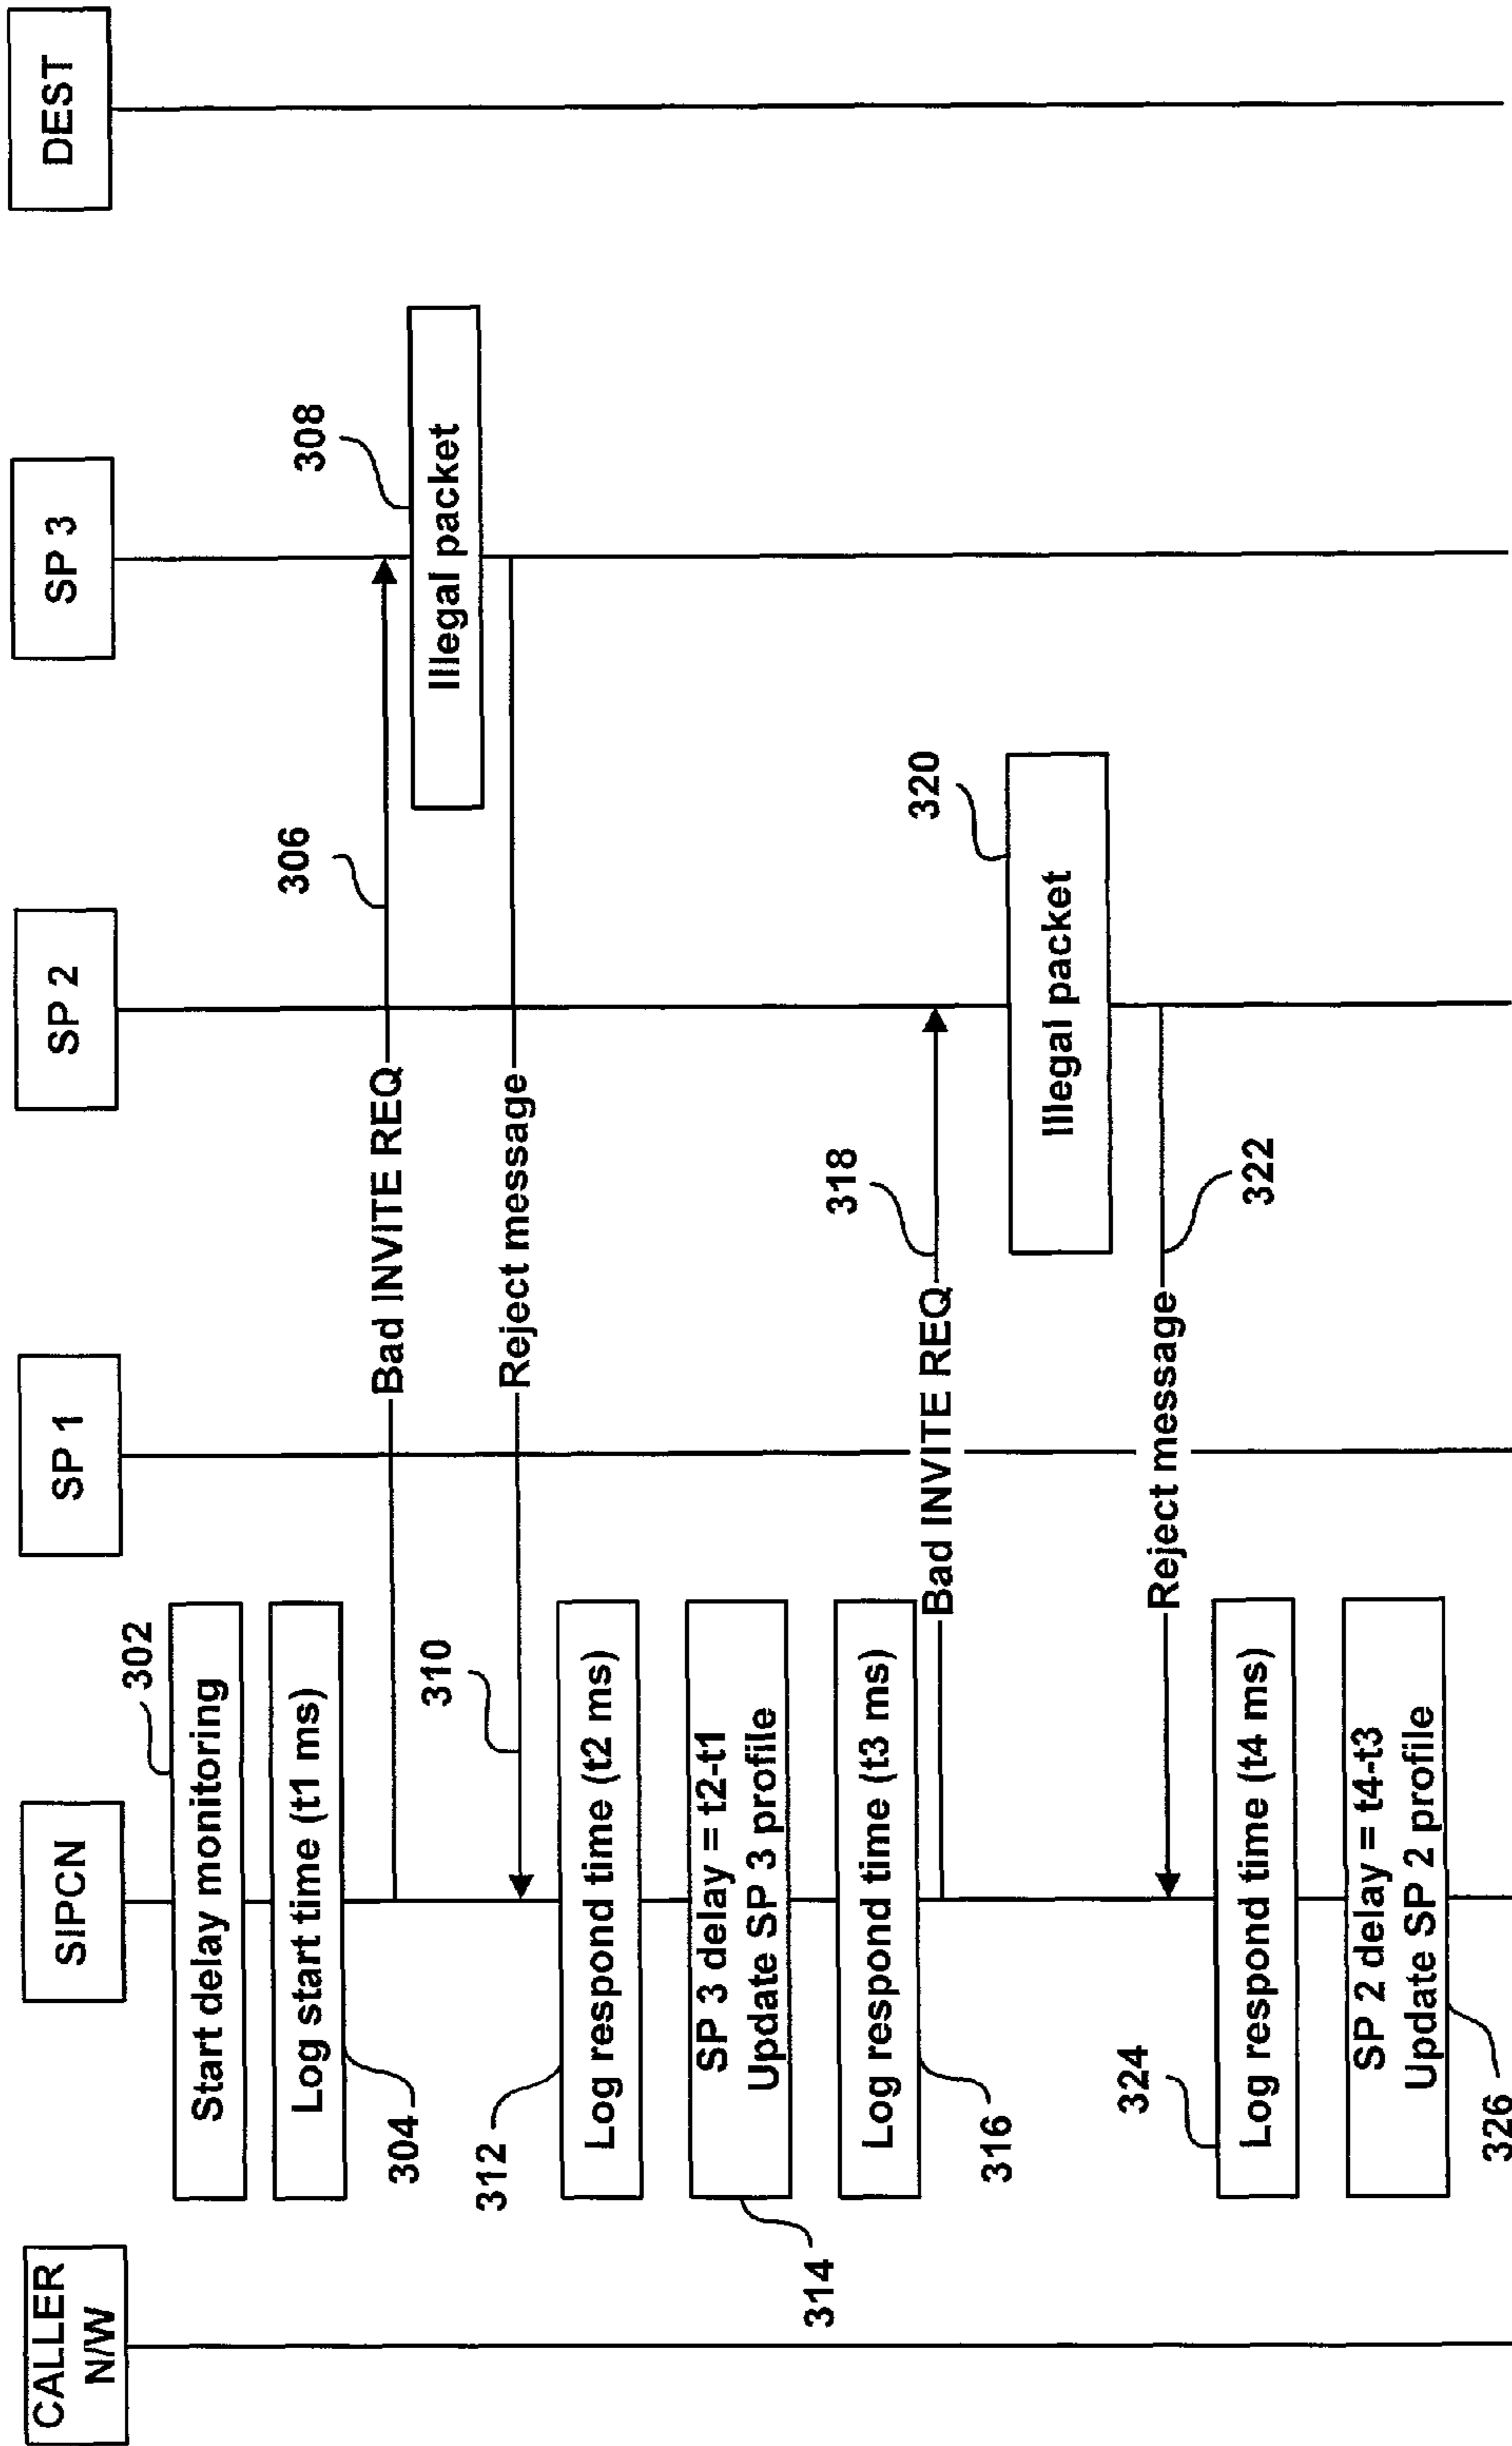 CALLER
N/W
SIPCN
SP 1
SP 2
SP 3
DEST
Start delay monitoring
302
Log start time (t1 ms)
304
306
Bad INVITE REQ
308
Illegal packet
310
Reject message
312
Log respond time (t2 ms)
314
SP 3 delay = t2-t1
Update SP 3 profile
Log respond time (t3 ms)
316
318
Bad INVITE REQ
320
Illegal packet
Reject message
322
324
Log respond time (t4 ms)
SP 2 delay = t4-t3
Update SP 2 profile
326